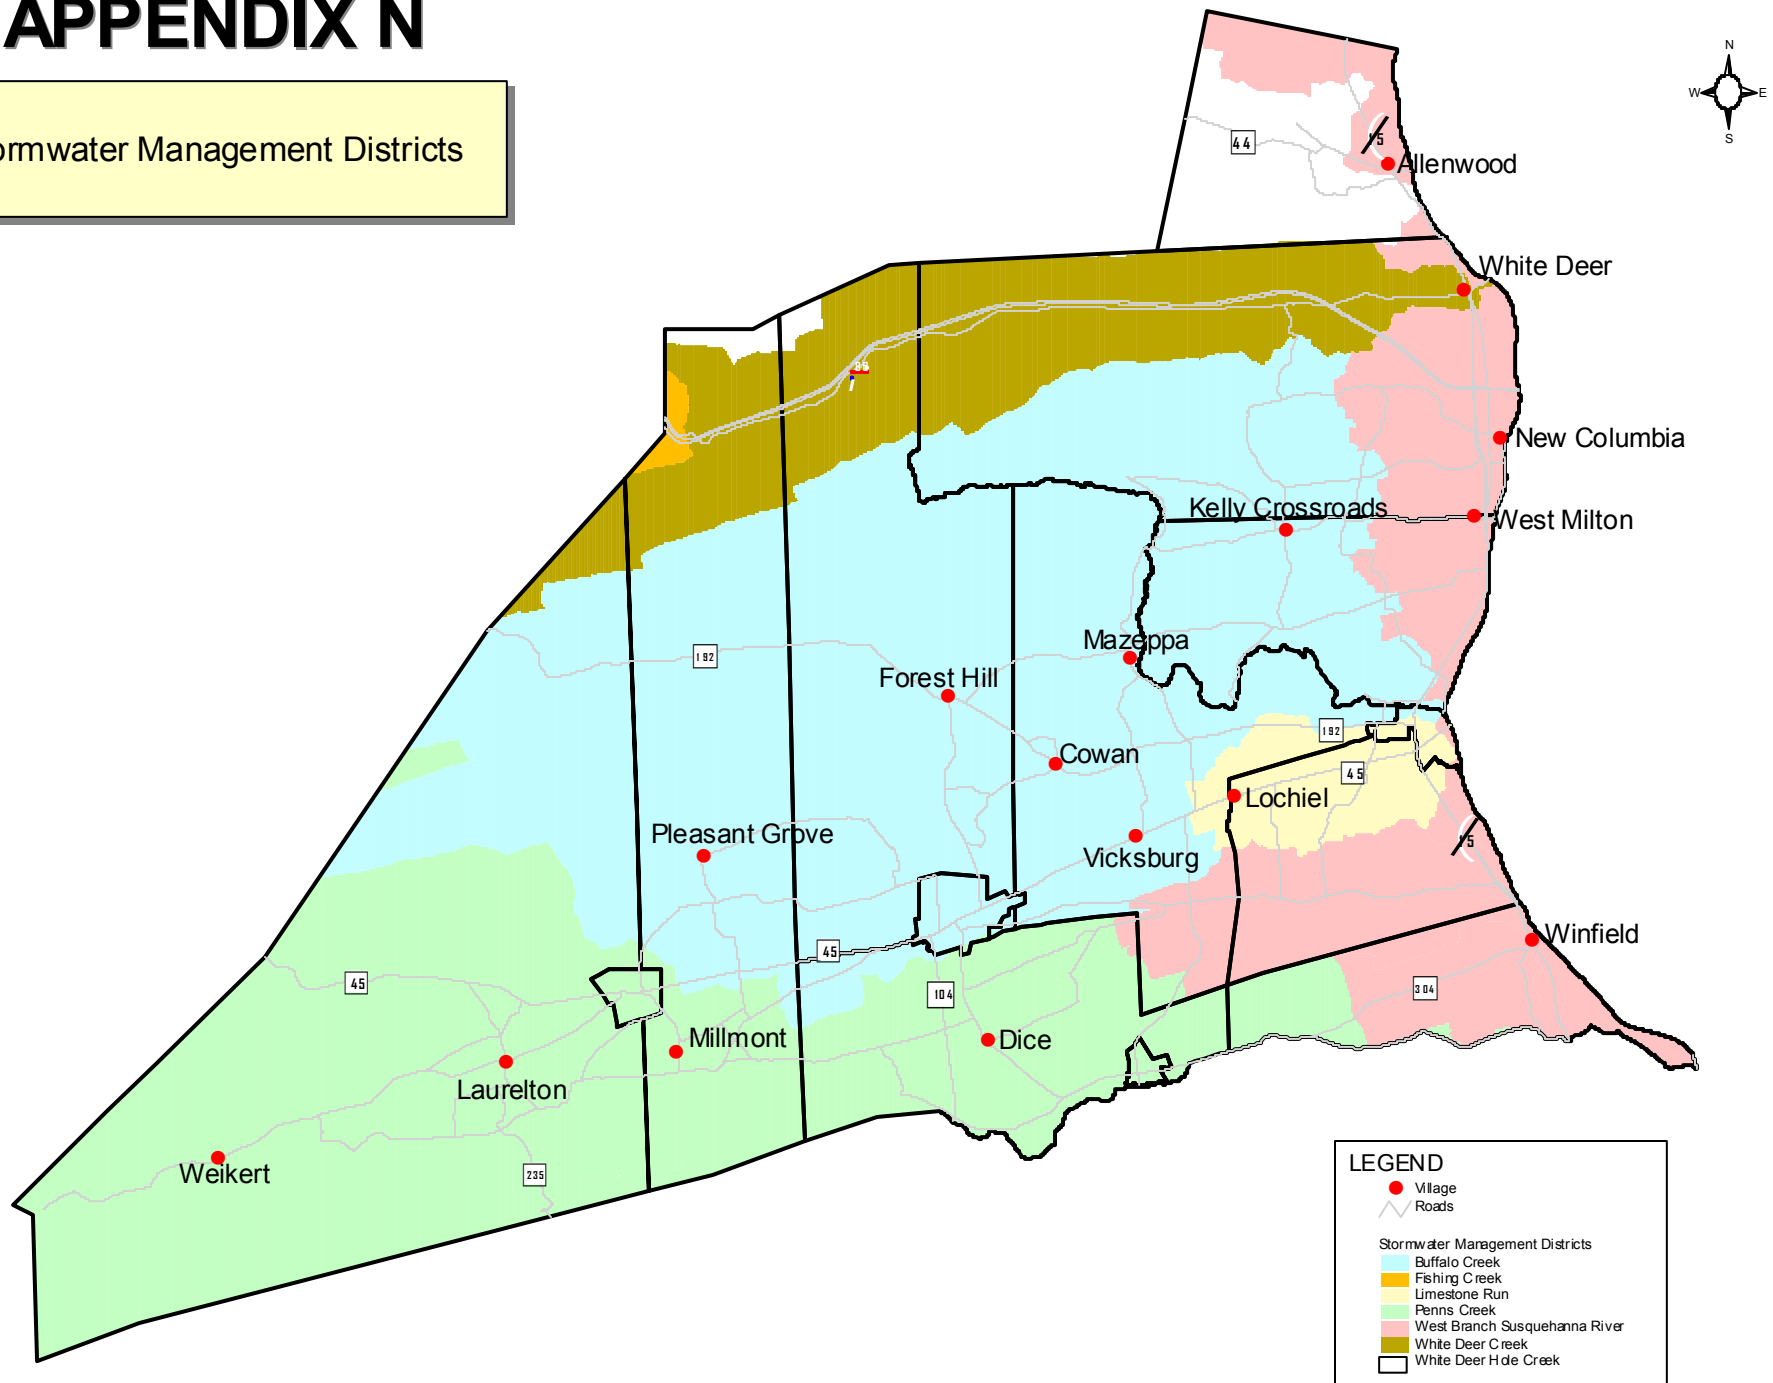 APPENDIX N
ormwater Management Districts
N
W E
S
44
15
Allenwood
White Deer
New Columbia
Kelly Crossroads
West Milton
Mazeppa
192
Forest Hill
192
Cowan
45
Lochiel
Pleasant Grove
Vicksburg
15
Winfield
45
45
104
304
Millmont
Dice
Laurelton
Weikert
235
LEGEND
Village
Roads
Stormwater Management Districts
Buffalo Creek
Fishing Creek
Limestone Run
Penns Creek
West Branch Susquehanna River
White Deer Creek
White Deer Hole Creek